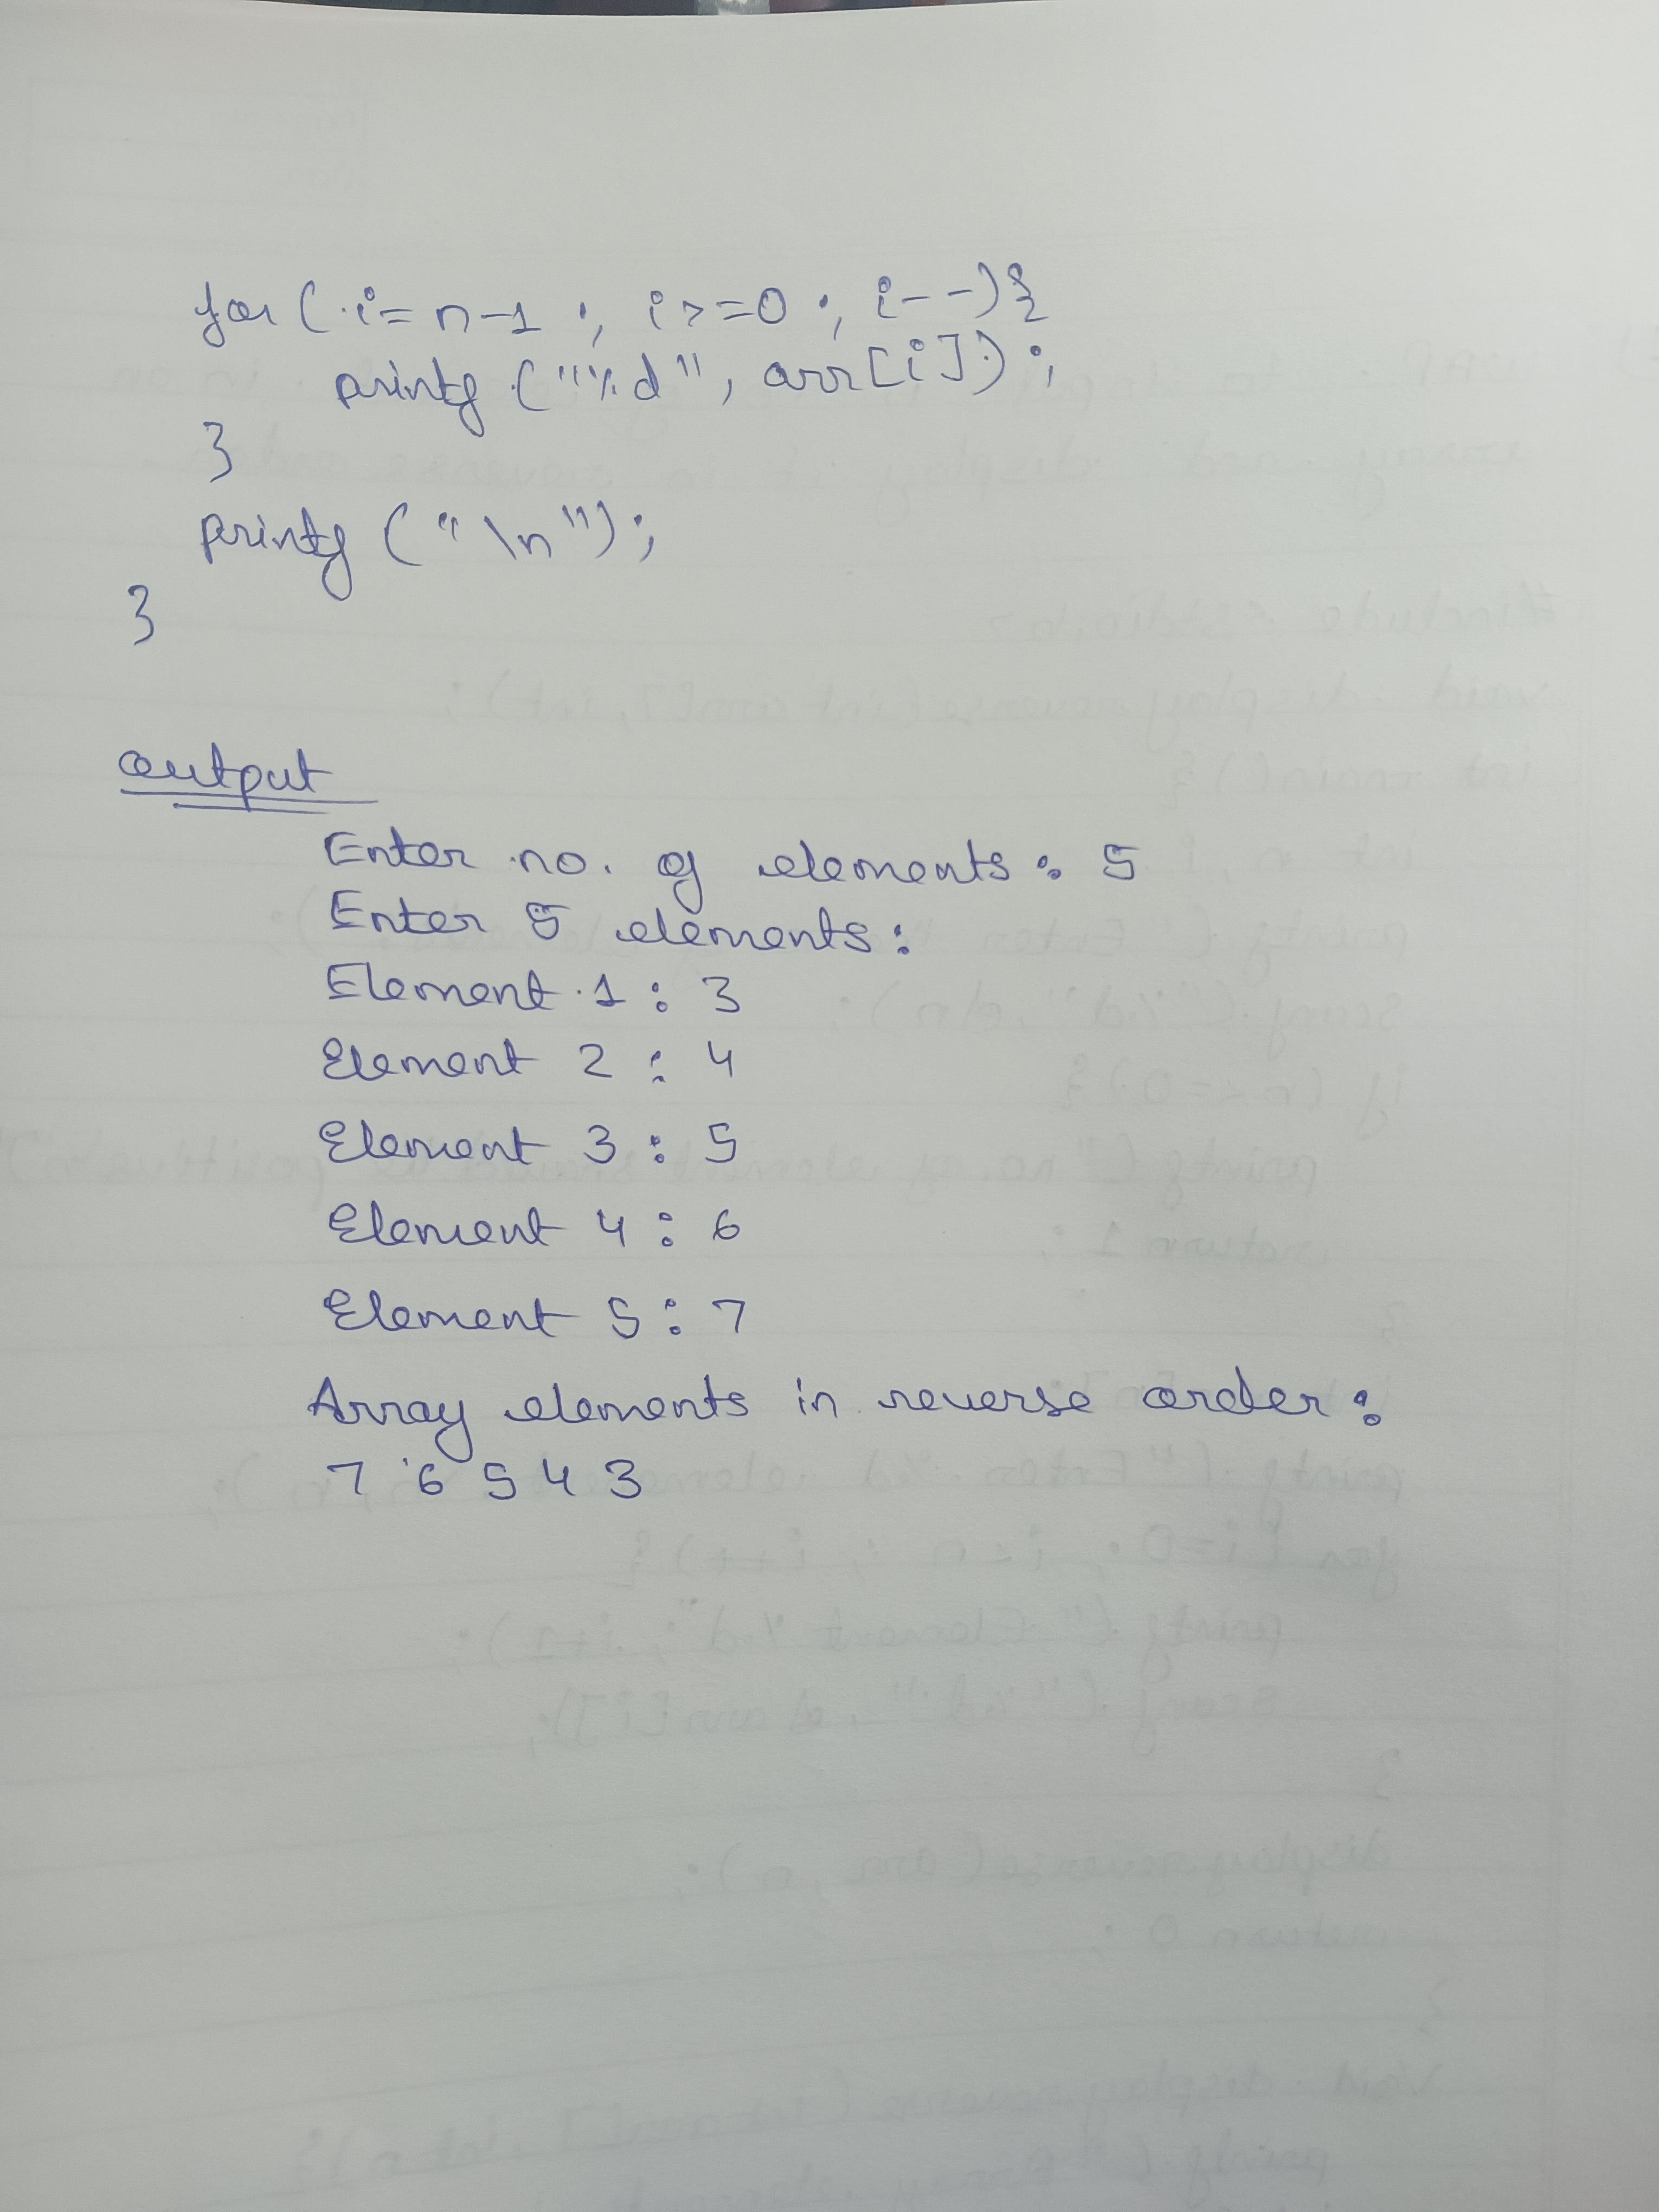 for ( i= n-1 ; i>=0 ; i--){
printf ("%d", arr[i]);
}
printf ("\n");
}
output
Enter no. of elements: 5
Enter 5 elements:
Element 1: 3
Element 2: 4
Element 3: 5
Element 4: 6
Element 5: 7
Array elements in reverse order:
7 6 5 4 3